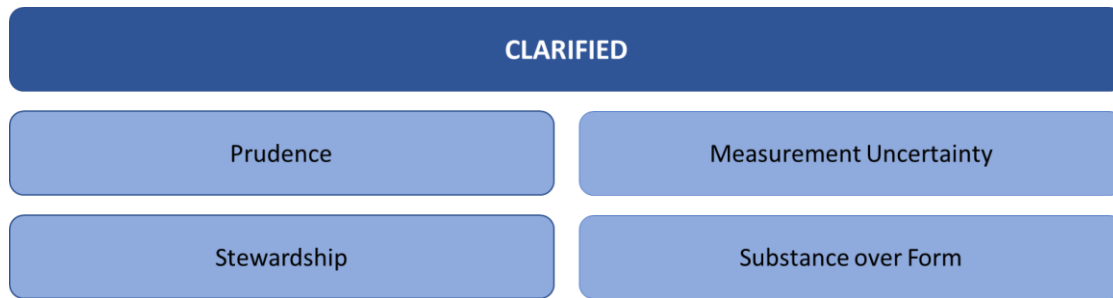 CLARIFIED
Prudence
Measurement Uncertainty
Stewardship
Substance over Form